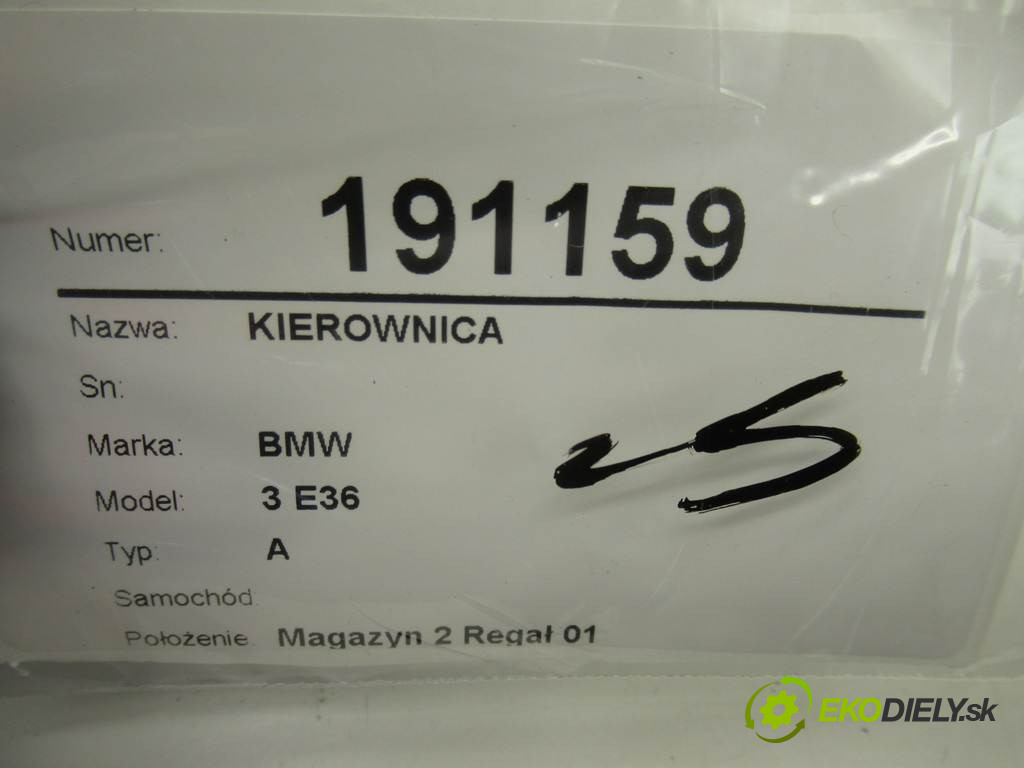 Numer: 191159
Nazwa: KIEROWNICA
Sn:
Marka: BMW
Model: 3 E36
Typ: A
Samochód
Położenie Magazyn 2 Regał 01
EKODIELY.sk